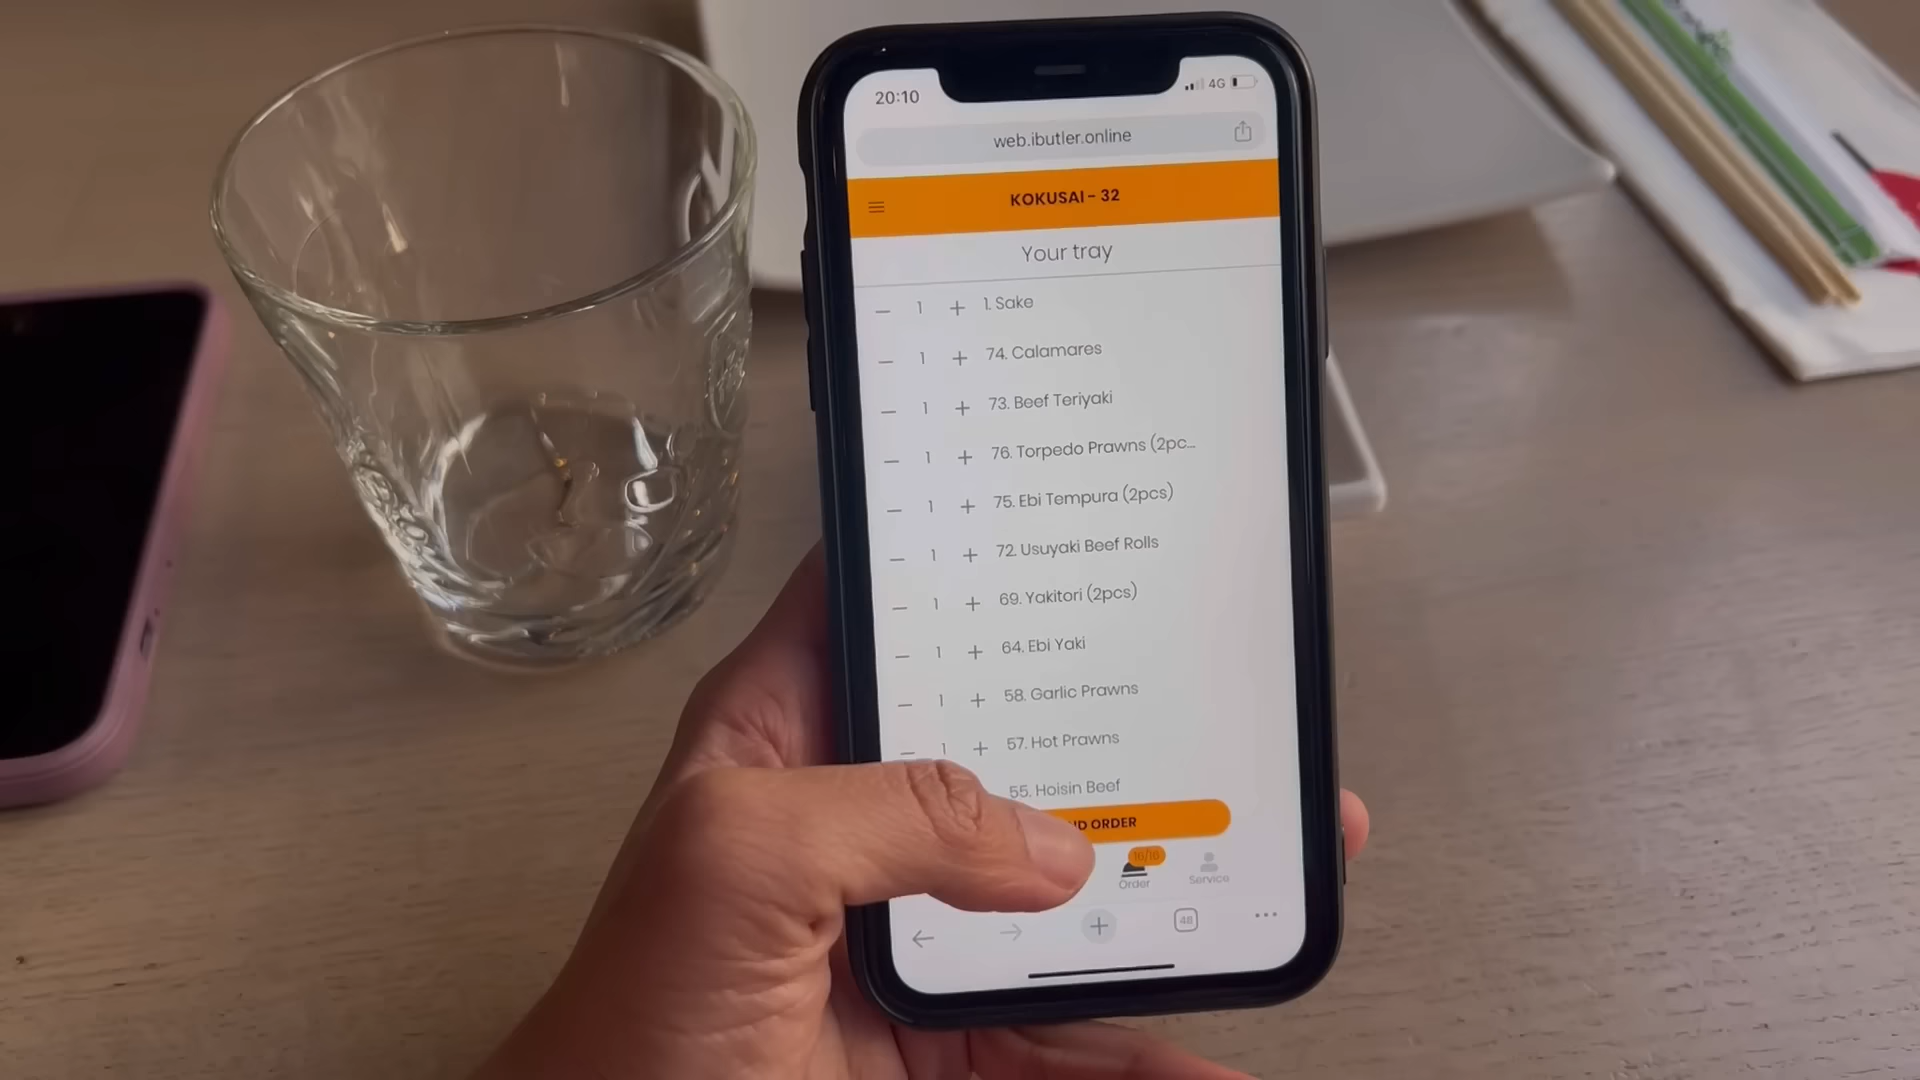 20:10 4G
web.ibutler.online
KOKUSAI - 32
Your tray
1 1. Sake
1 74. Calamares
1 73. Beef Teriyaki
1 76. Torpedo Prawns (2pc...
1 75. Ebi Tempura (2pcs)
1 72. Usuyaki Beef Rolls
1 69. Yakitori (2pcs)
1 64. Ebi Yaki
1 58. Garlic Prawns
1 57. Hot Prawns
55. Hoisin Beef
ORDER
16/16
Order Service
48